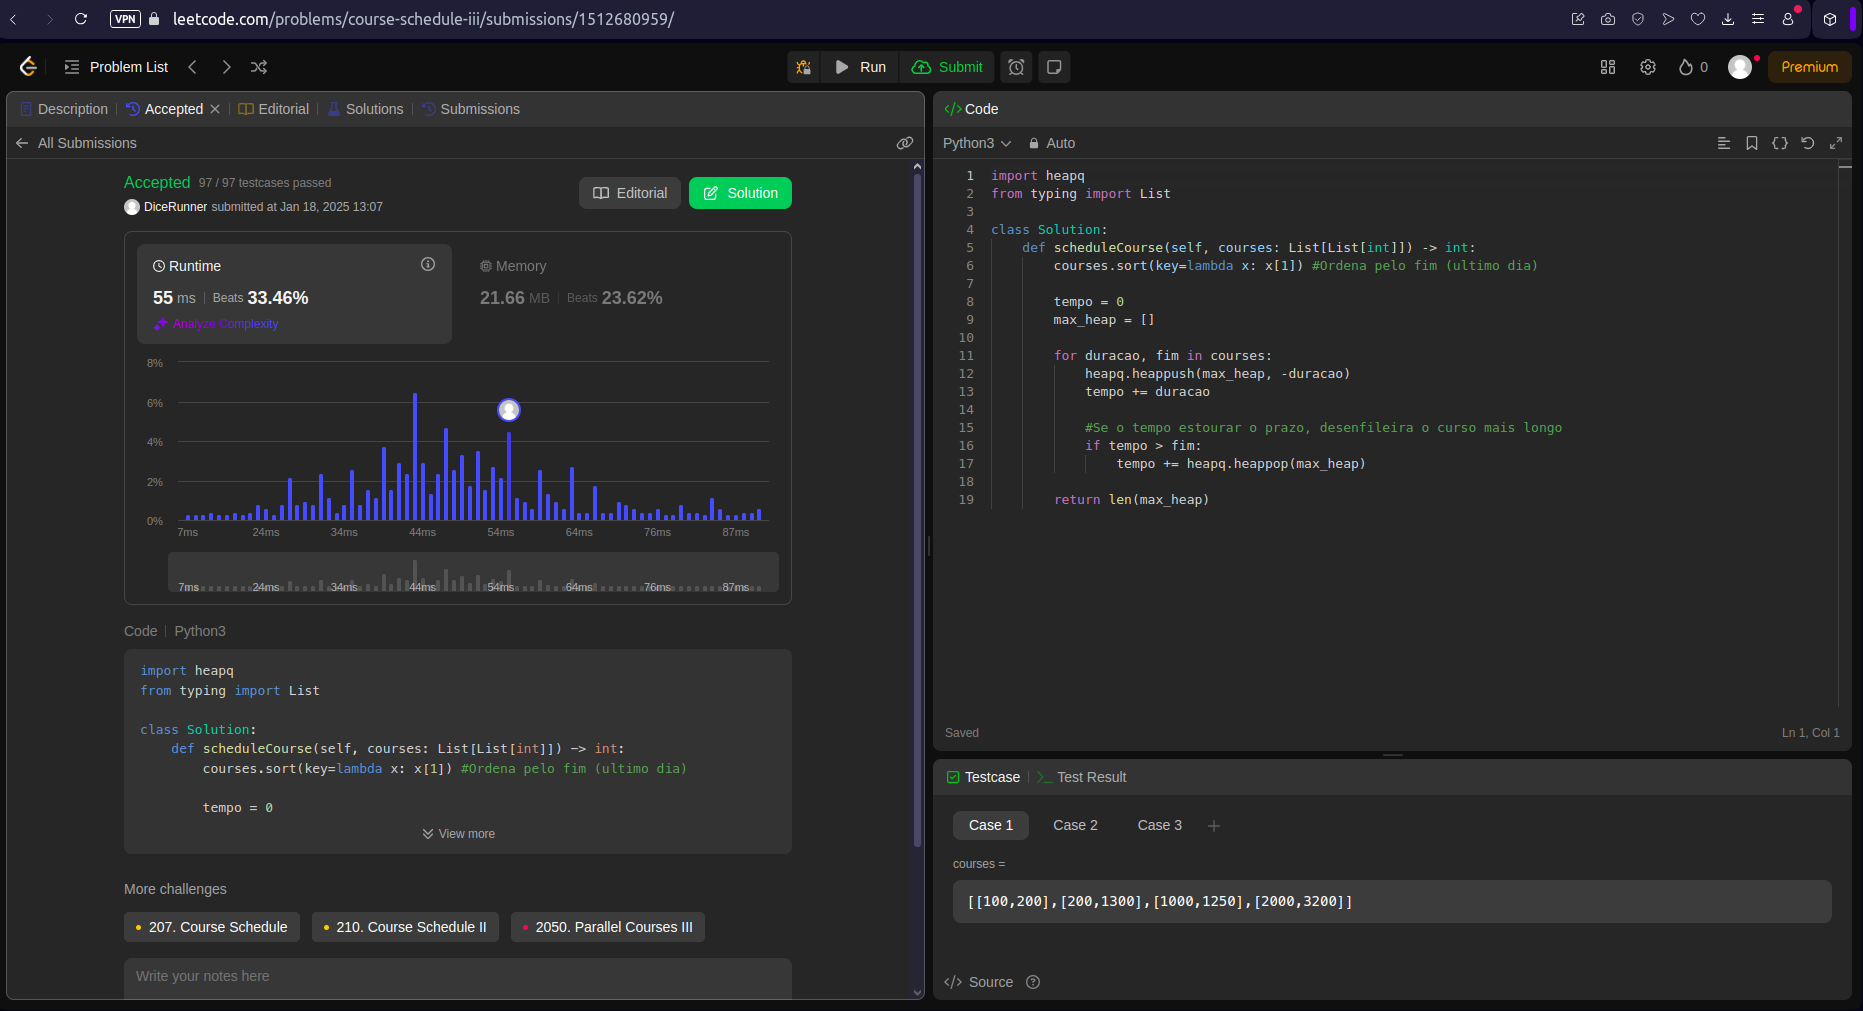 VPN leetcode.com/problems/course-schedule-iii/submissions/1512680959/
Problem List
Run
Submit
0
Premium
Description
Accepted
Editorial
Solutions
Submissions
All Submissions
Accepted 97 / 97 testcases passed
DiceRunner submitted at Jan 18, 2025 13:07
Editorial
Solution
Runtime
55 ms Beats 33.46%
Analyze Complexity
Memory
21.66 MB Beats 23.62%
8%
6%
4%
2%
0%
7ms 24ms 34ms 44ms 54ms 64ms 76ms 87ms
7ms 24ms 34ms 44ms 54ms 64ms 76ms 87ms
Code Python3
import heapq
from typing import List
class Solution:
def scheduleCourse(self, courses: List[List[int]]) -> int:
courses.sort(key=lambda x: x[1]) #Ordena pelo fim (ultimo dia)
tempo = 0
View more
More challenges
207. Course Schedule
210. Course Schedule II
2050. Parallel Courses III
Write your notes here
</> Code
Python3 Auto
1 import heapq
2 from typing import List
3
4 class Solution:
5 def scheduleCourse(self, courses: List[List[int]]) -> int:
6 courses.sort(key=lambda x: x[1]) #Ordena pelo fim (ultimo dia)
7
8 tempo = 0
9 max_heap = []
10
11 for duracao, fim in courses:
12 heapq.heappush(max_heap, -duracao)
13 tempo += duracao
14
15 #Se o tempo estourar o prazo, desenfileira o curso mais longo
16 if tempo > fim:
17 tempo += heapq.heappop(max_heap)
18
19 return len(max_heap)
Saved
Ln 1, Col 1
Testcase
Test Result
Case 1
Case 2
Case 3
courses =
[[100,200],[200,1300],[1000,1250],[2000,3200]]
</> Source